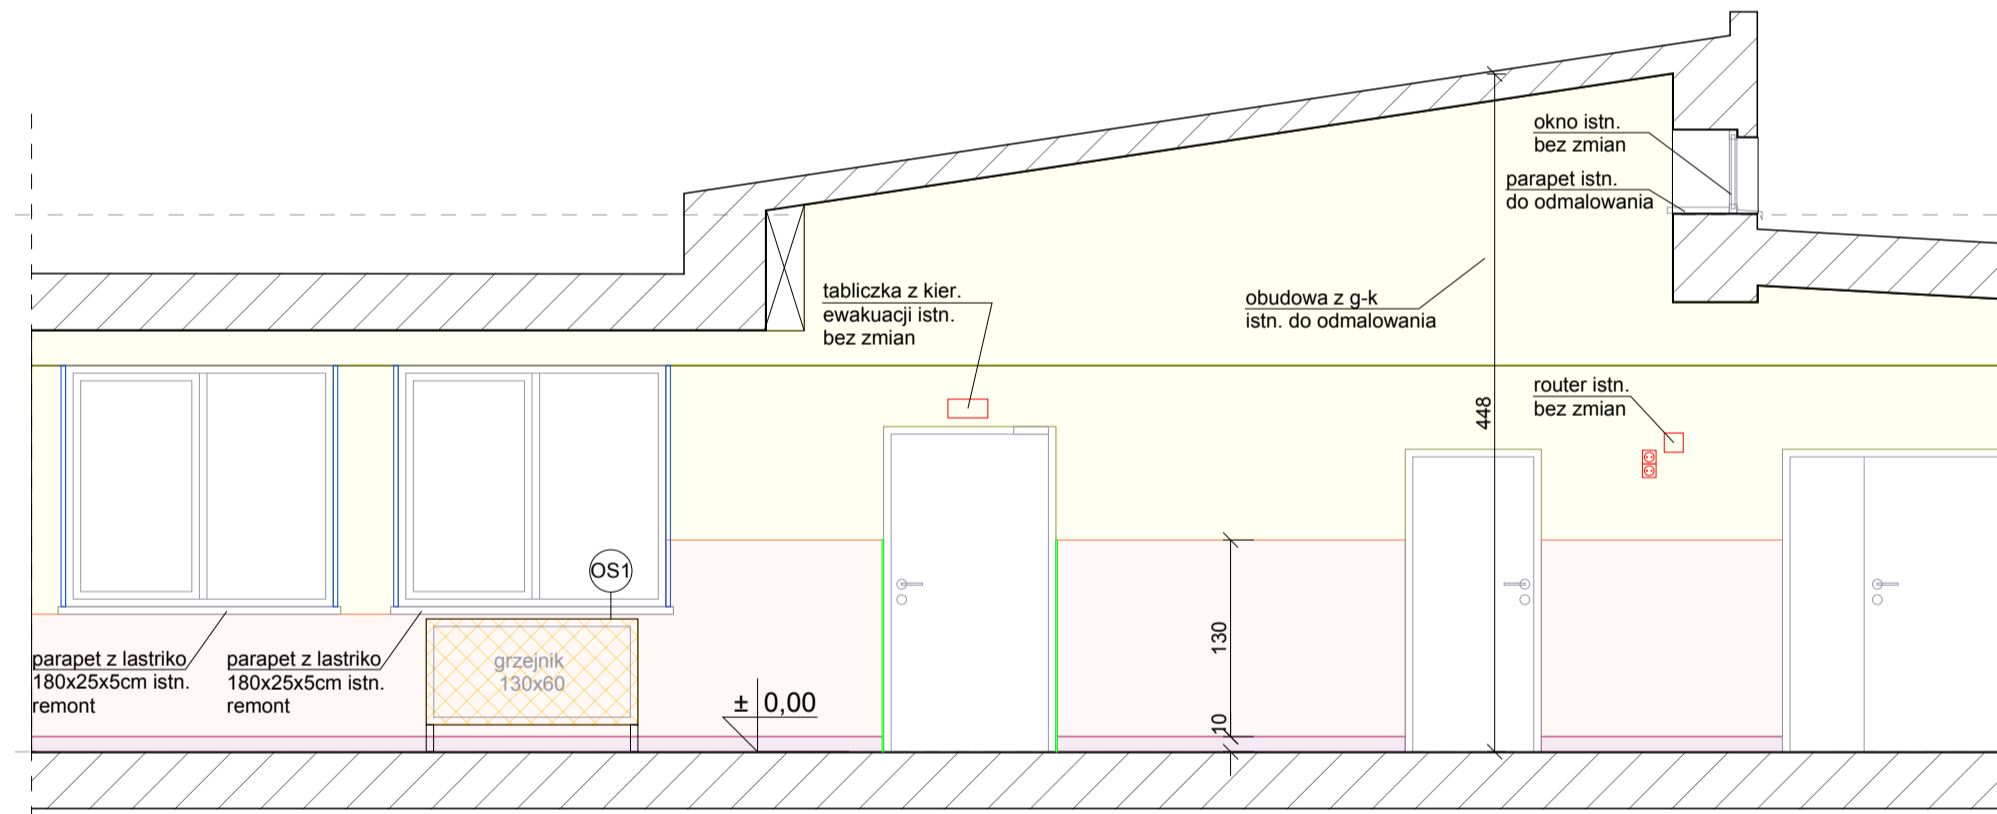 okno istn.
bez zmian
parapet istn.
do odmalowania
tabliczka z kier.
ewakuacji istn.
bez zmian
obudowa z g-k
istn. do odmalowania
router istn.
bez zmian
448
OS1
130
parapet z lastriko
180x25x5cm istn.
remont
parapet z lastriko
180x25x5cm istn.
remont
grzejnik
130x60
± 0,00
10